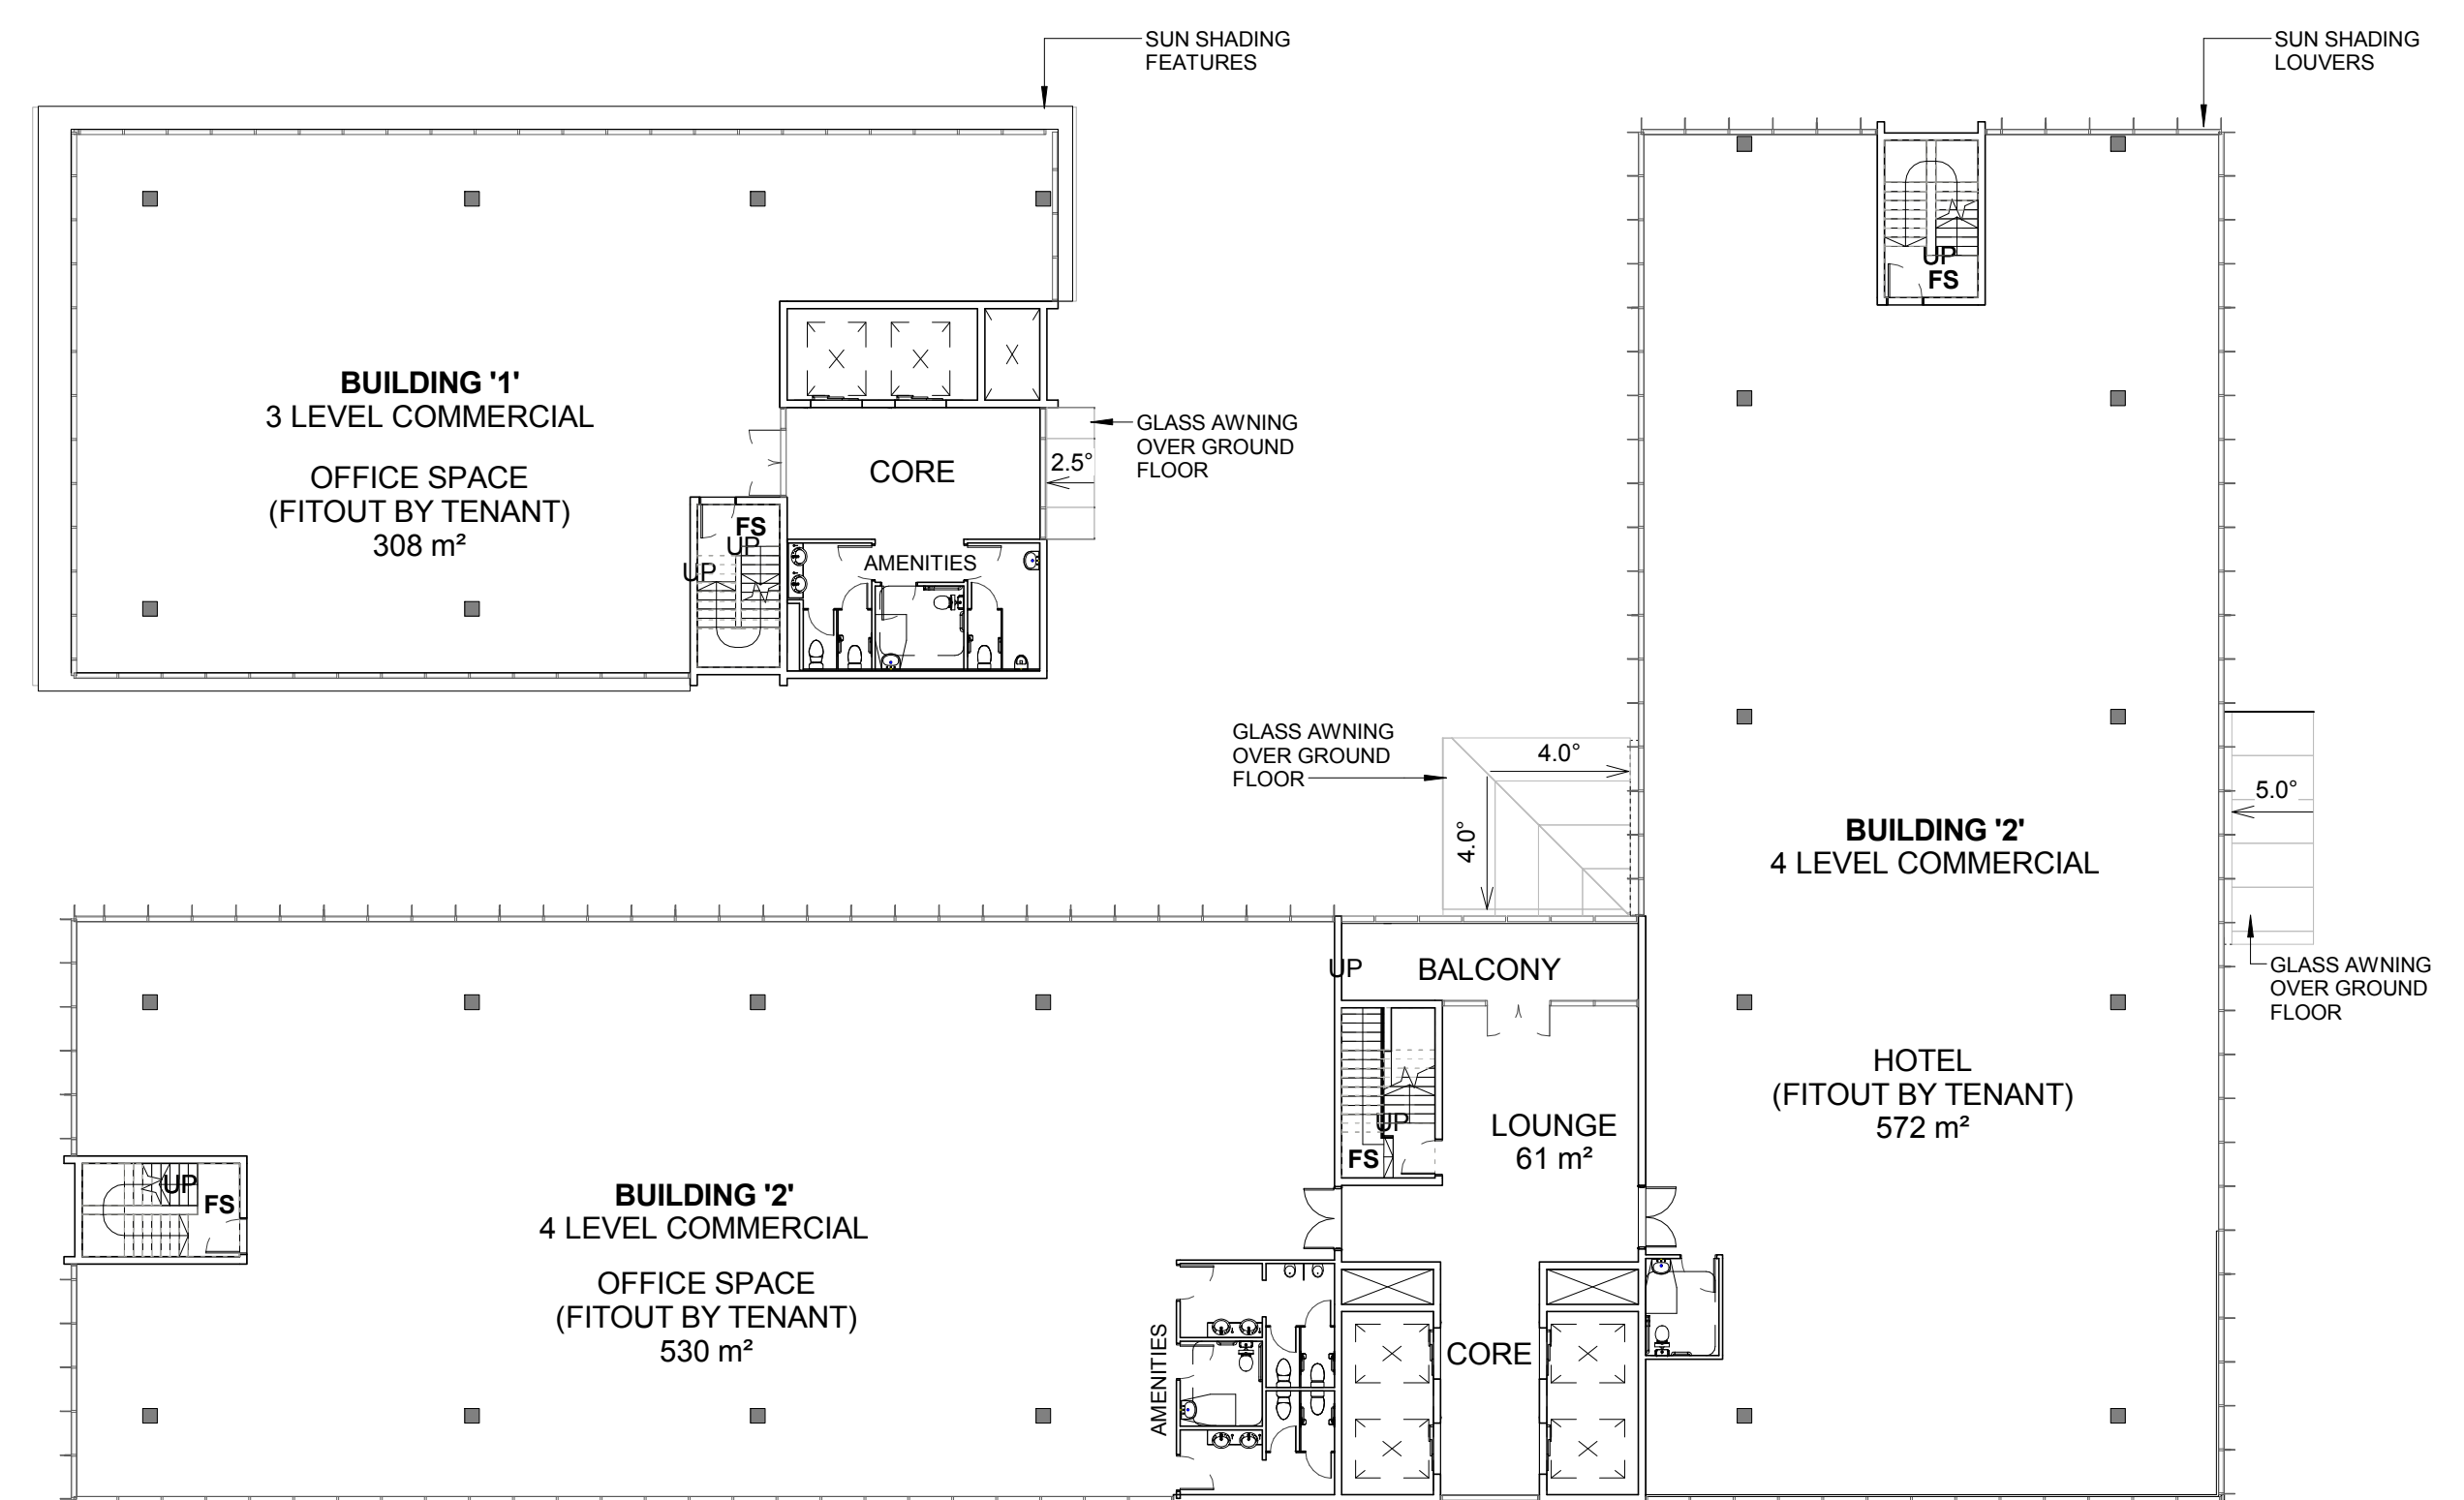 SUN SHADING
FEATURES
SUN SHADING
LOUVERS
UP
FS
BUILDING '1'
3 LEVEL COMMERCIAL
OFFICE SPACE
(FITOUT BY TENANT)
308 m²
GLASS AWNING
OVER GROUND
FLOOR
2.5°
CORE
FS
UP
UP
AMENITIES
GLASS AWNING
OVER GROUND
FLOOR
4.0°
4.0°
5.0°
BUILDING '2'
4 LEVEL COMMERCIAL
GLASS AWNING
OVER GROUND
FLOOR
UP
BALCONY
HOTEL
(FITOUT BY TENANT)
572 m²
UP
LOUNGE
61 m²
FS
UP
FS
BUILDING '2'
4 LEVEL COMMERCIAL
OFFICE SPACE
(FITOUT BY TENANT)
530 m²
AMENITIES
CORE